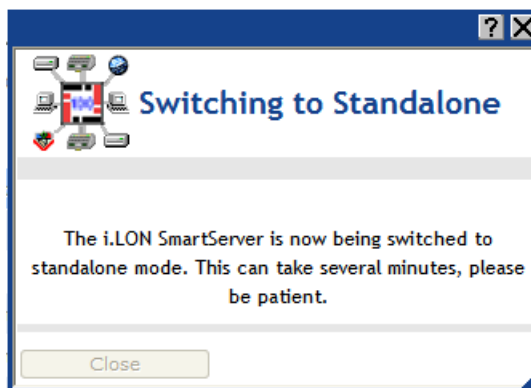 Switching to Standalone
The i.LON SmartServer is now being switched to
standalone mode. This can take several minutes, please
be patient.
Close